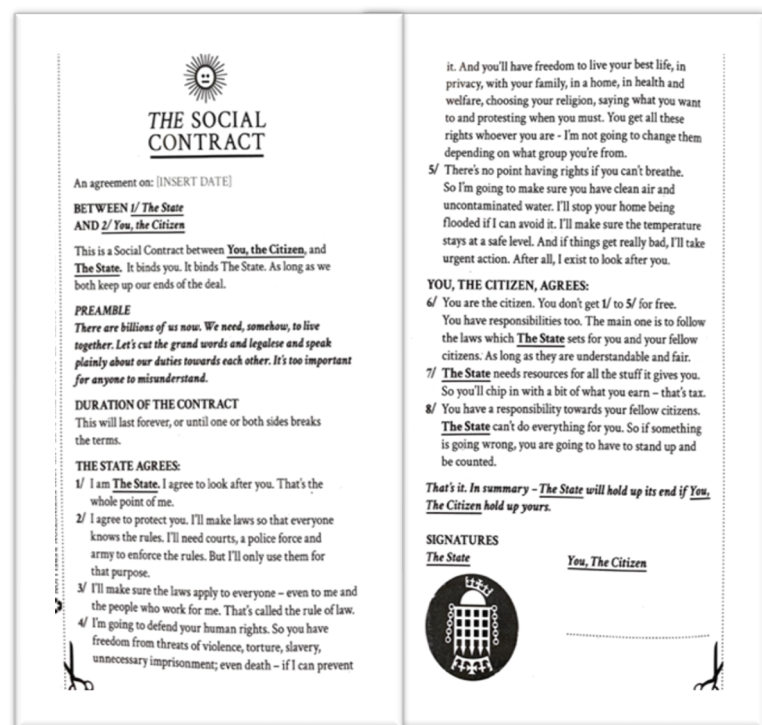 THE SOCIAL
CONTRACT
An agreement on: [INSERT DATE]
BETWEEN 1/ The State
AND 2/ You, the Citizen
This is a Social Contract between You, the Citizen, and
The State. It binds you. It binds The State. As long as we
both keep up our ends of the deal.
PREAMBLE
There are billions of us now. We need, somehow, to live
together. Let's cut the grand words and legalese and speak
plainly about our duties towards each other. It's too important
for anyone to misunderstand.
DURATION OF THE CONTRACT
This will last forever, or until one or both sides breaks
the terms.
THE STATE AGREES:
1/ I am The State. I agree to look after you. That's the
whole point of me.
2/ I agree to protect you. I'll make laws so that everyone
knows the rules. I'll need courts, a police force and
army to enforce the rules. But I'll only use them for
that purpose.
3/ I'll make sure the laws apply to everyone – even to me and
the people who work for me. That's called the rule of law.
4/ I'm going to defend your human rights. So you have
freedom from threats of violence, torture, slavery,
unnecessary imprisonment; even death – if I can prevent
it. And you'll have freedom to live your best life, in
privacy, with your family, in a home, in health and
welfare, choosing your religion, saying what you want
to and protesting when you must. You get all these
rights whoever you are - I'm not going to change them
depending on what group you're from.
5/ There's no point having rights if you can't breathe.
So I'm going to make sure you have clean air and
uncontaminated water. I'll stop your home being
flooded if I can avoid it. I'll make sure the temperature
stays at a safe level. And if things get really bad, I'll take
urgent action. After all, I exist to look after you.
YOU, THE CITIZEN, AGREES:
6/ You are the citizen. You don't get 1/ to 5/ for free.
You have responsibilities too. The main one is to follow
the laws which The State sets for you and your fellow
citizens. As long as they are understandable and fair.
7/ The State needs resources for all the stuff it gives you.
So you'll chip in with a bit of what you earn – that's tax.
8/ You have a responsibility towards your fellow citizens.
The State can't do everything for you. So if something
is going wrong, you are going to have to stand up and
be counted.
That's it. In summary – The State will hold up its end if You,
The Citizen hold up yours.
SIGNATURES
The State
You, The Citizen